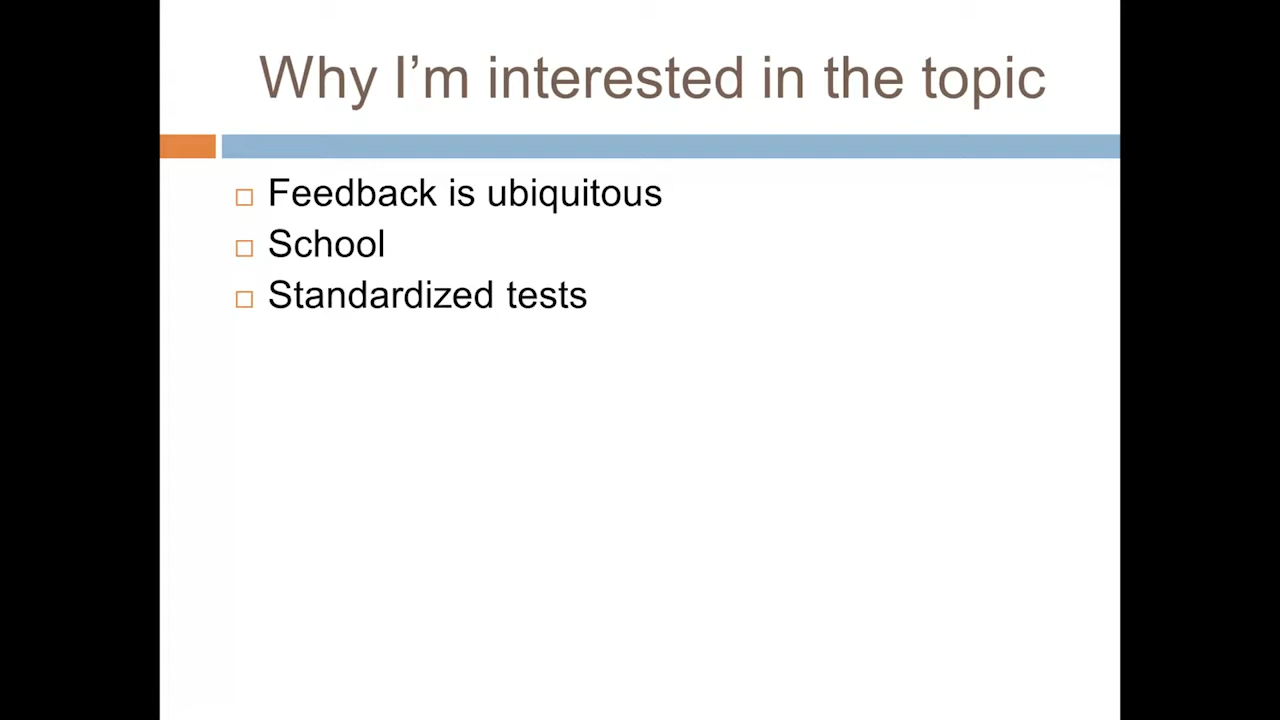 Why I’m interested in the topic
Feedback is ubiquitous
School
Standardized tests